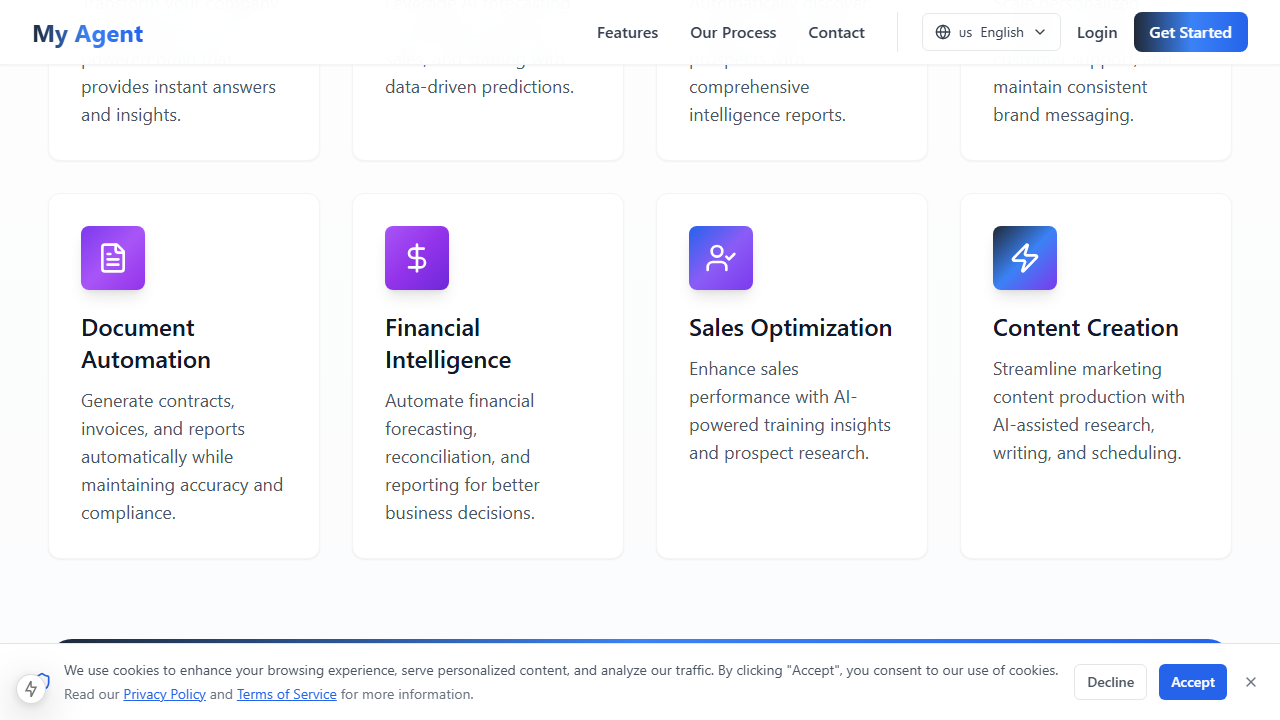 My Agent
Features
Our Process
Contact
us English
Login
Get Started
provides instant answers
and insights.
data-driven predictions.
comprehensive
intelligence reports.
maintain consistent
brand messaging.
Document
Automation
Generate contracts,
invoices, and reports
automatically while
maintaining accuracy and
compliance.
Financial
Intelligence
Automate financial
forecasting,
reconciliation, and
reporting for better
business decisions.
Sales Optimization
Enhance sales
performance with AI-
powered training insights
and prospect research.
Content Creation
Streamline marketing
content production with
AI-assisted research,
writing, and scheduling.
We use cookies to enhance your browsing experience, serve personalized content, and analyze our traffic. By clicking "Accept", you consent to our use of cookies.
Read our Privacy Policy and Terms of Service for more information.
Decline
Accept